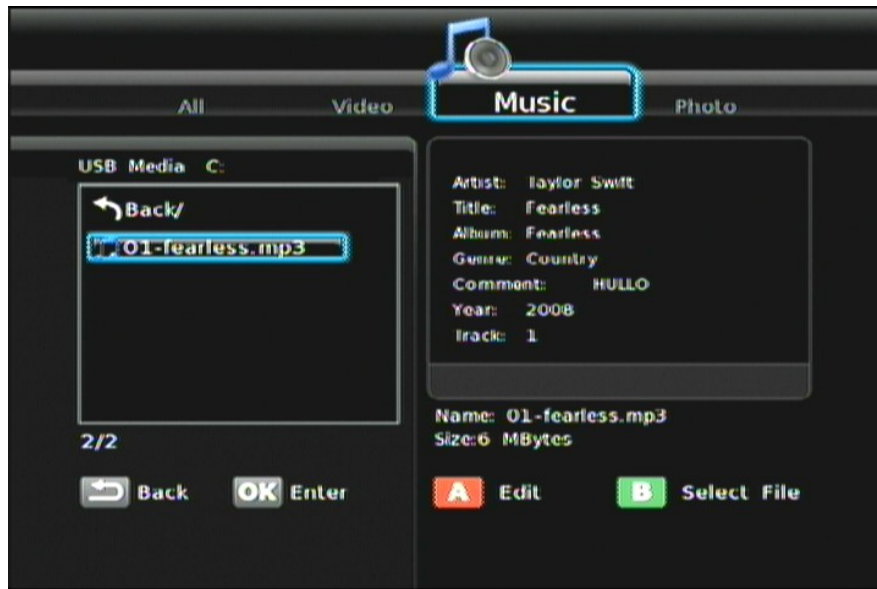 All Video Music Photo
USB Media C:
Back/
01-fearless.mp3
2/2
Back OK Enter
Artist: Taylor Swift
Title: Fearless
Album: Fearless
Genre: Country
Comment: HULLO
Year: 2008
Track: 1
Name: 01-fearless.mp3
Size:6 MBytes
A Edit B Select File